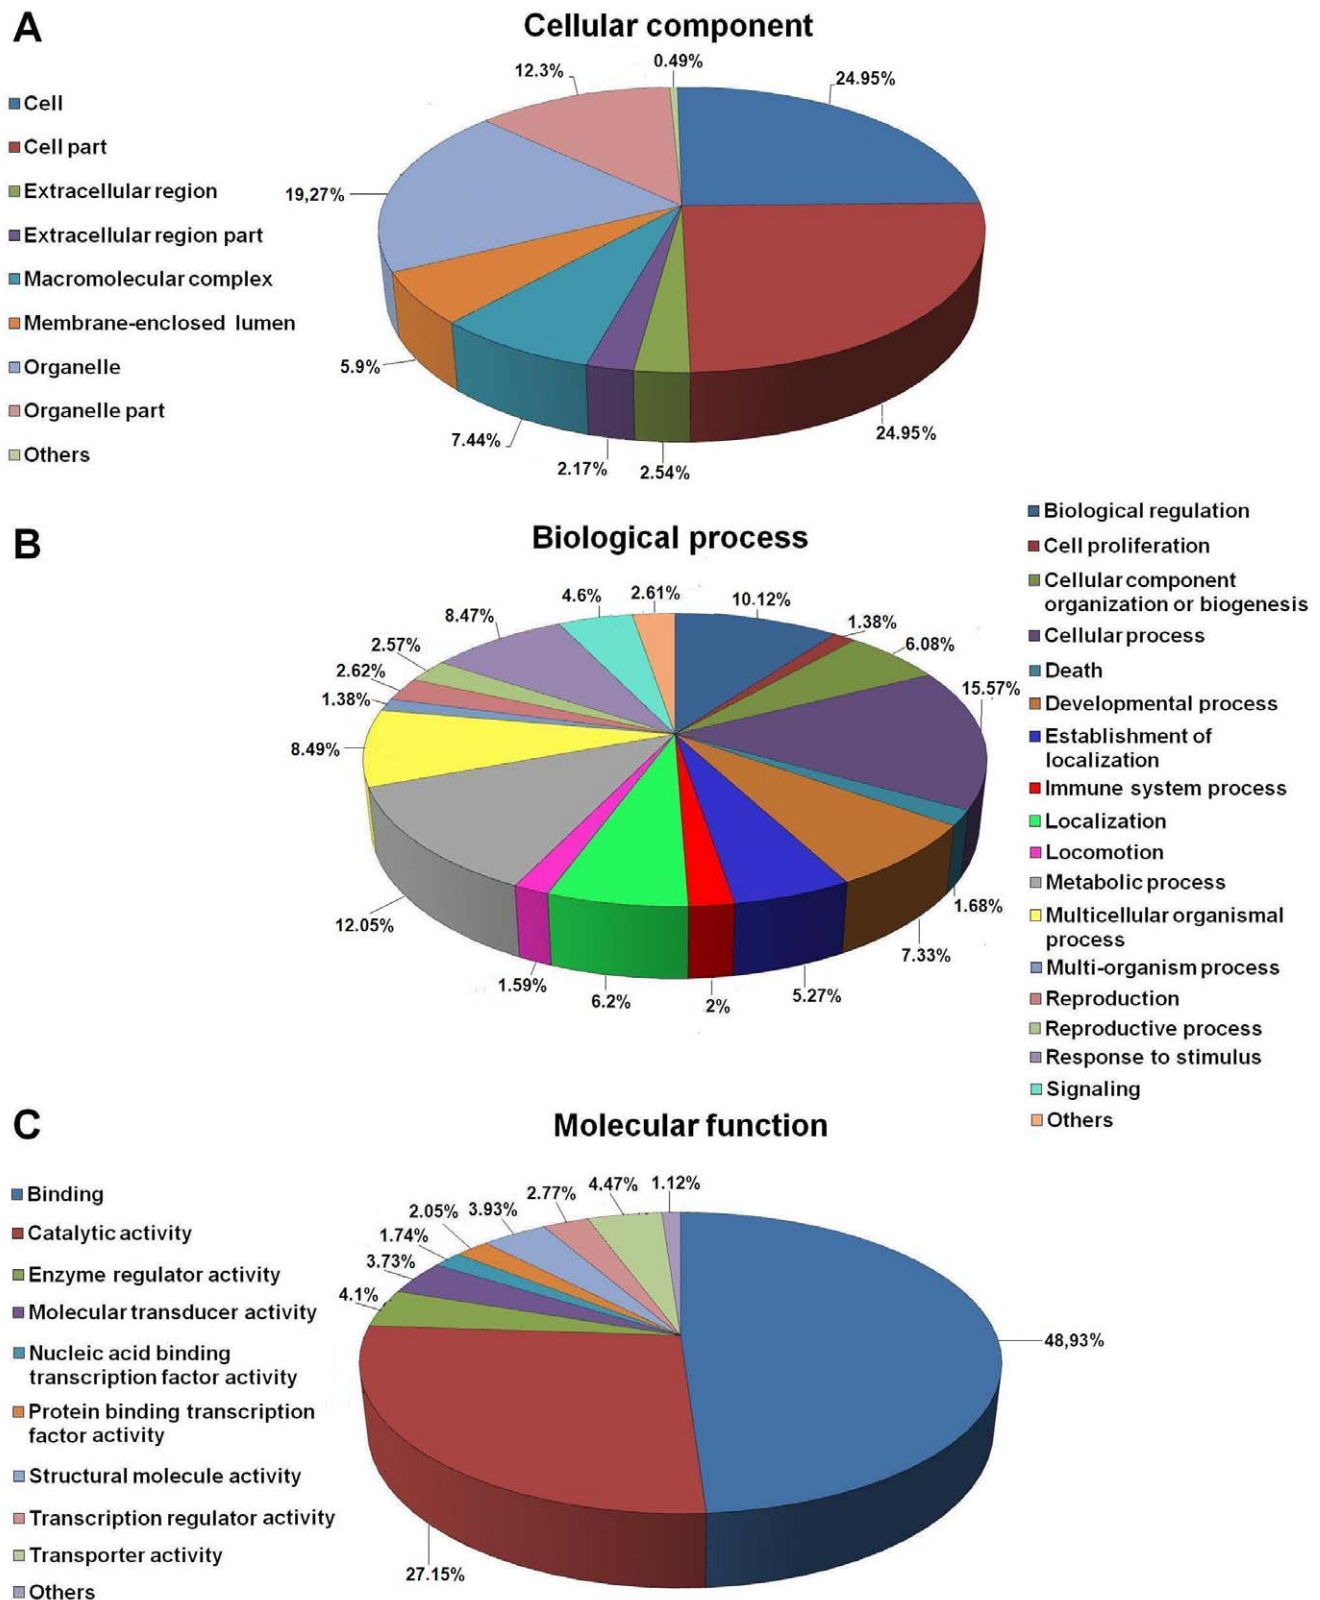 A
Cellular component
0.49%
12.3%
24.95%
Cell
Cell part
Extracellular region
19,27%
Extracellular region part
Macromolecular complex
Membrane-enclosed lumen
Organelle
5.9%
Organelle part
24.95%
7.44%
Others
2.17%
2.54%
B
Biological process
Biological regulation
Cell proliferation
Cellular component
organization or biogenesis
Cellular process
Death
Developmental process
Establishment of
localization
Immune system process
Localization
Locomotion
Metabolic process
Multicellular organismal
process
Multi-organism process
Reproduction
Reproductive process
Response to stimulus
Signaling
Others
4.6%
2.61%
10.12%
8.47%
1.38%
2.57%
6.08%
2.62%
15.57%
1.38%
8.49%
1.68%
12.05%
7.33%
1.59%
5.27%
6.2%
2%
C
Molecular function
1.12%
4.47%
2.77%
Binding
3.93%
2.05%
1.74%
Catalytic activity
3.73%
Enzyme regulator activity
4.1%
Molecular transducer activity
48,93%
Nucleic acid binding
transcription factor activity
Protein binding transcription
factor activity
Structural molecule activity
Transcription regulator activity
Transporter activity
27.15%
Others